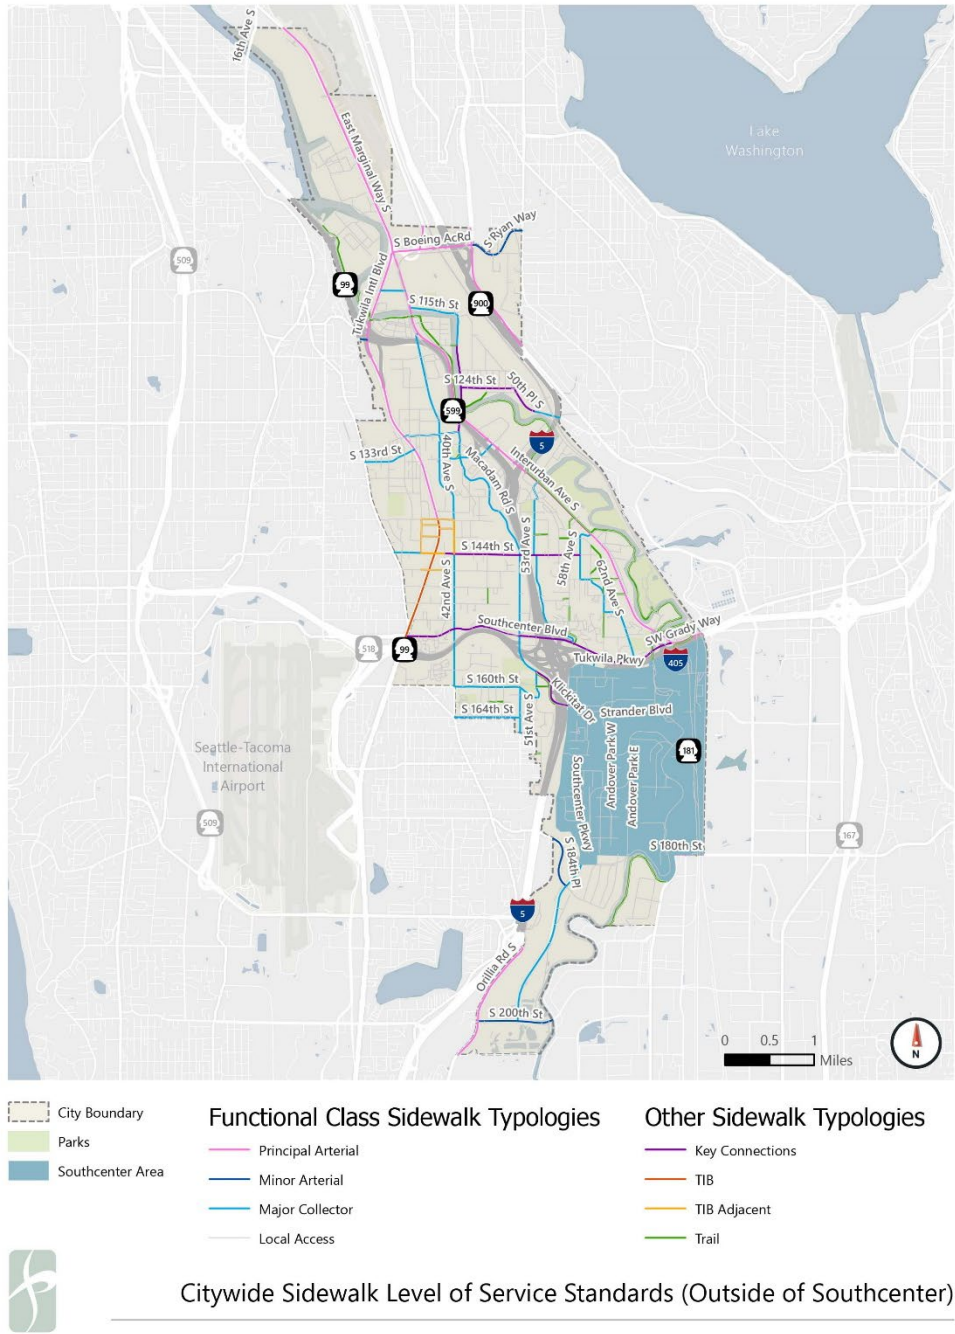 16th Ave S
Lake
Washington
East Marginal Way S
S Ryan Way
S Boeing AcRd
509
99
Tukwila Intl Blvd
900
S 115th St
S 124th St
50th Pl S
599
5
S 133rd St
40th Ave S
Macadam Rd S
Interurban Ave S
S 144th St
53rd Ave S
58th Ave S
62nd Ave S
42nd Ave S
Southcenter Blvd
SW Grady Way
518
99
Tukwila Pkwy
405
S 160th St
Klickitat Dr
S 164th St
51st Ave S
Strander Blvd
Seattle-Tacoma
International
Airport
Andover Park W
Andover Park E
181
Southcenter Pkwy
509
167
S 180th St
S 184th Pl
5
Orillia Rd S
S 200th St
0 0.5 1
Miles
N
City Boundary
Parks
Southcenter Area
Functional Class Sidewalk Typologies
Principal Arterial
Minor Arterial
Major Collector
Local Access
Other Sidewalk Typologies
Key Connections
TIB
TIB Adjacent
Trail
Citywide Sidewalk Level of Service Standards (Outside of Southcenter)